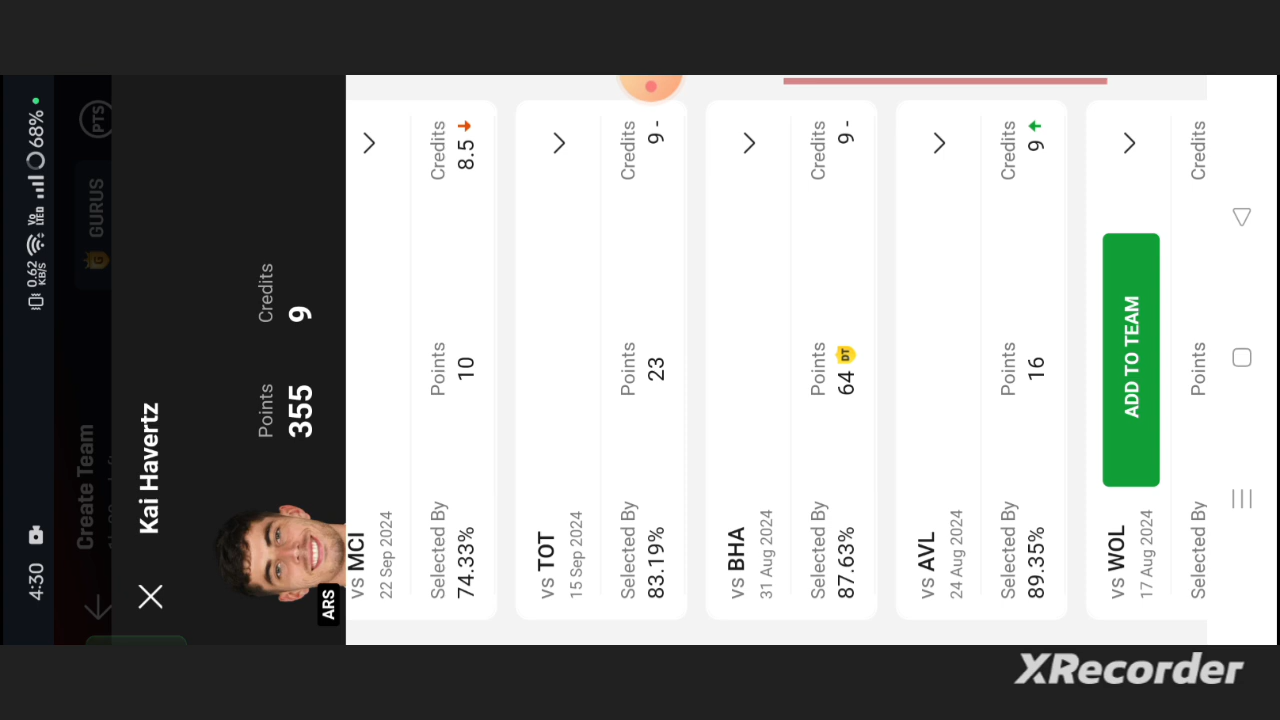 4:30
0.62 KB/S
Vo LTED
68%
Create Team
PTS
G GURUS
Kai Havertz
Points
Credits
355
9
ARS
vs MCI
22 Sep 2024
Selected By
Points
Credits
74.33%
10
8.5
vs TOT
15 Sep 2024
Selected By
Points
Credits
83.19%
23
9 -
vs BHA
31 Aug 2024
Selected By
Points
Credits
87.63%
64 DT
9 -
vs AVL
24 Aug 2024
Selected By
Points
Credits
89.35%
16
9
vs WOL
17 Aug 2024
ADD TO TEAM
Selected By
Points
Credits
XRecorder